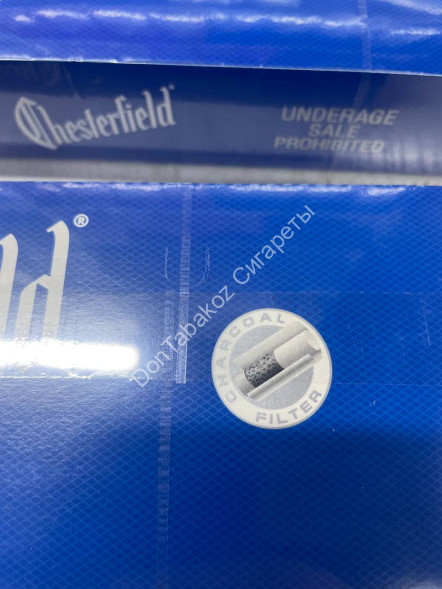 Chesterfield®
UNDERAGE
SALE
PROHIBITED
ld®
DonTabakoz Сигареты
CHARCOAL
FILTER